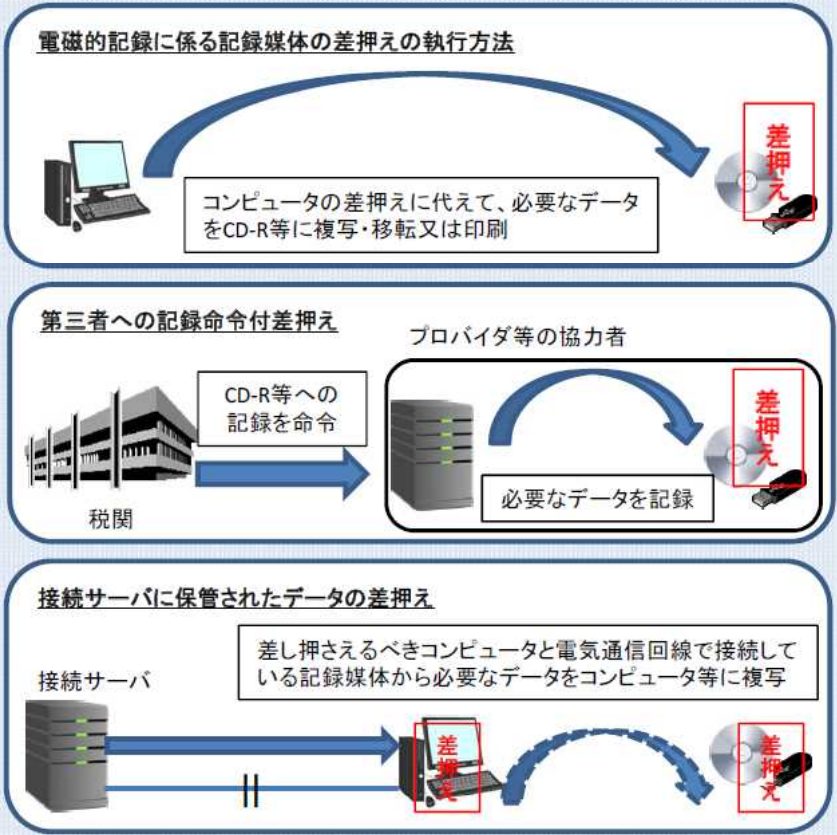 電磁的記録に係る記録媒体の差押えの執行方法
差押え
コンピュータの差押えに代えて、必要なデータ
をCD-R等に複写・移転又は印刷
第三者への記録命令付差押え
プロバイダ等の協力者
CD-R等への
記録を命令
差押え
必要なデータを記録
税関
接続サーバに保管されたデータの差押え
差し押さえるべきコンピュータと電気通信回線で接続して
いる記録媒体から必要なデータをコンピュータ等に複写
接続サーバ
差押え
差押え